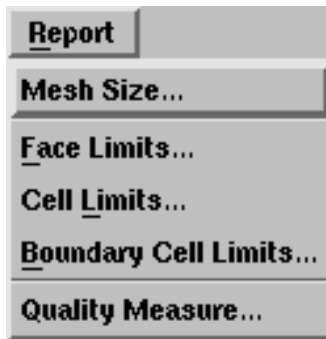 Report
Mesh Size...
Face Limits...
Cell Limits...
Boundary Cell Limits...
Quality Measure...